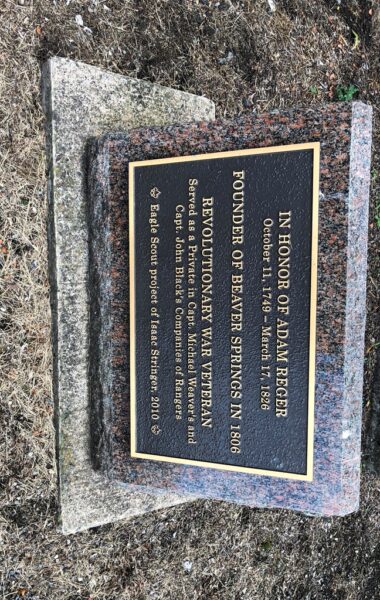 IN HONOR OF ADAM REGER
October 11, 1749 – March 17, 1826
FOUNDER OF BEAVER SPRINGS IN 1806
REVOLUTIONARY WAR VETERAN
Served as a Private in Capt. Michael Weaver's and
Capt. John Black's Companies of Rangers
Eagle Scout project of Isaac Stringer, 2010